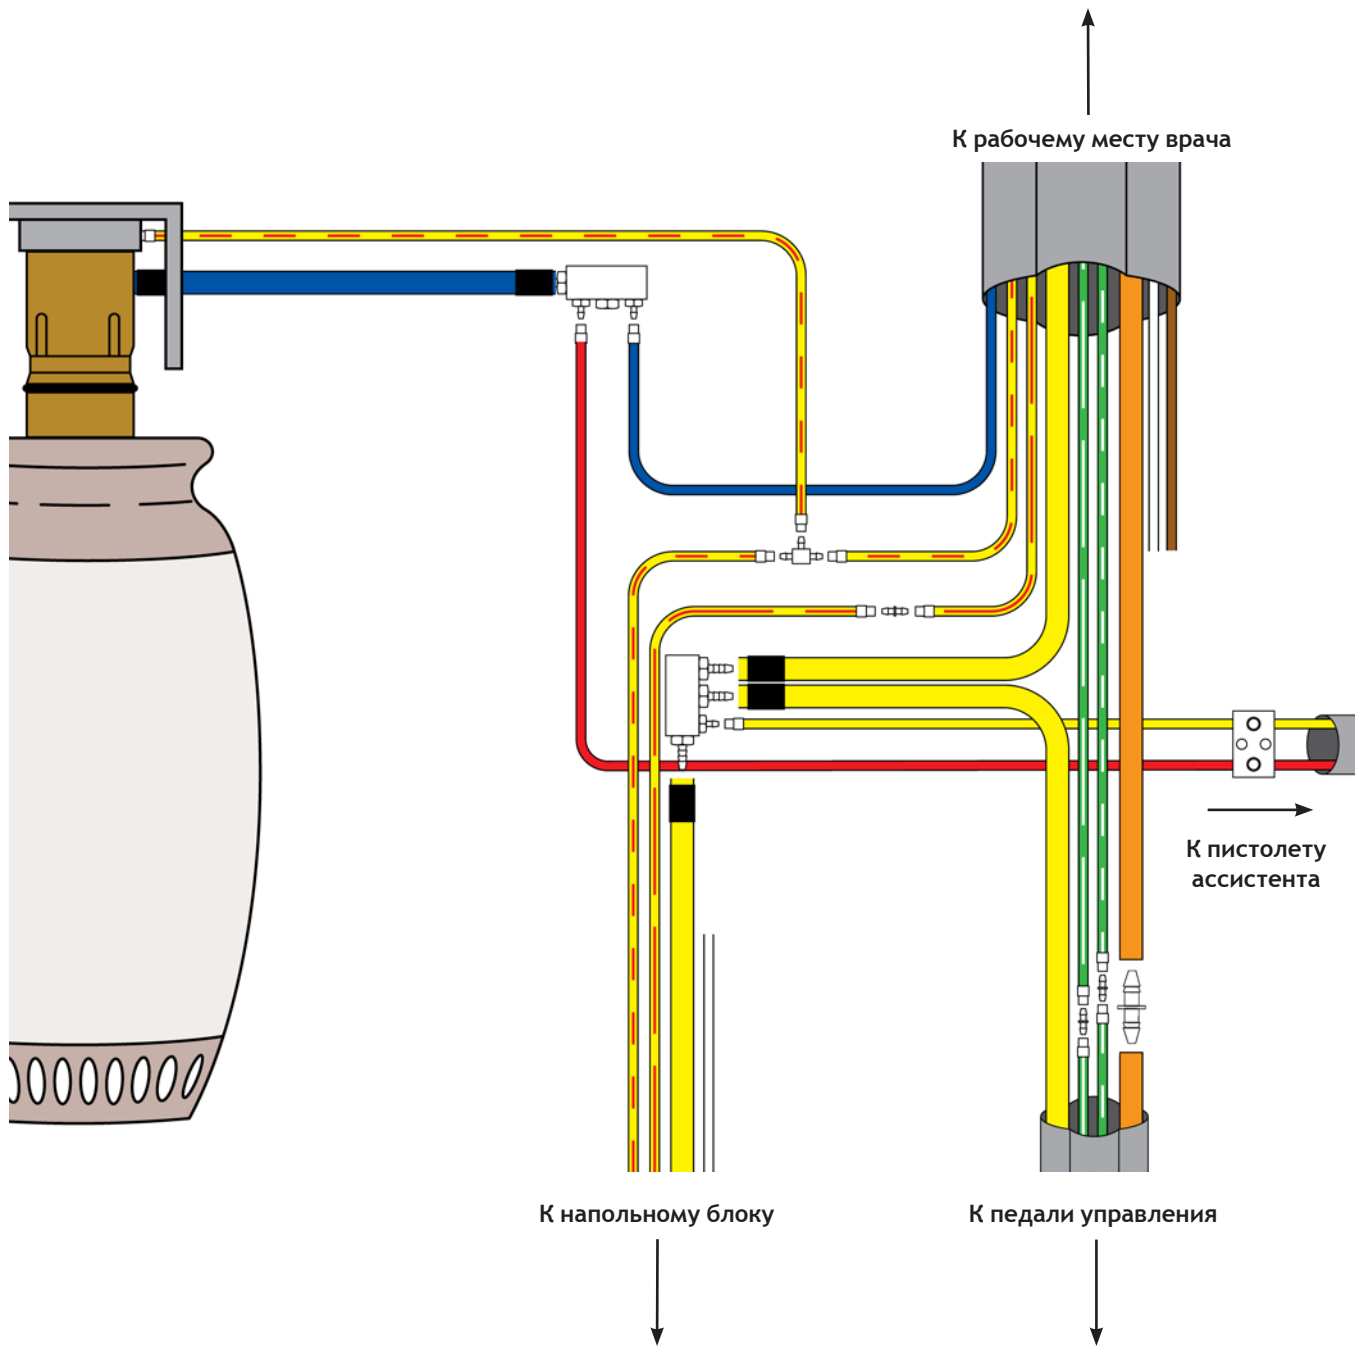 К рабочему месту врача
К пистолету
ассистента
К напольному блоку
К педали управления